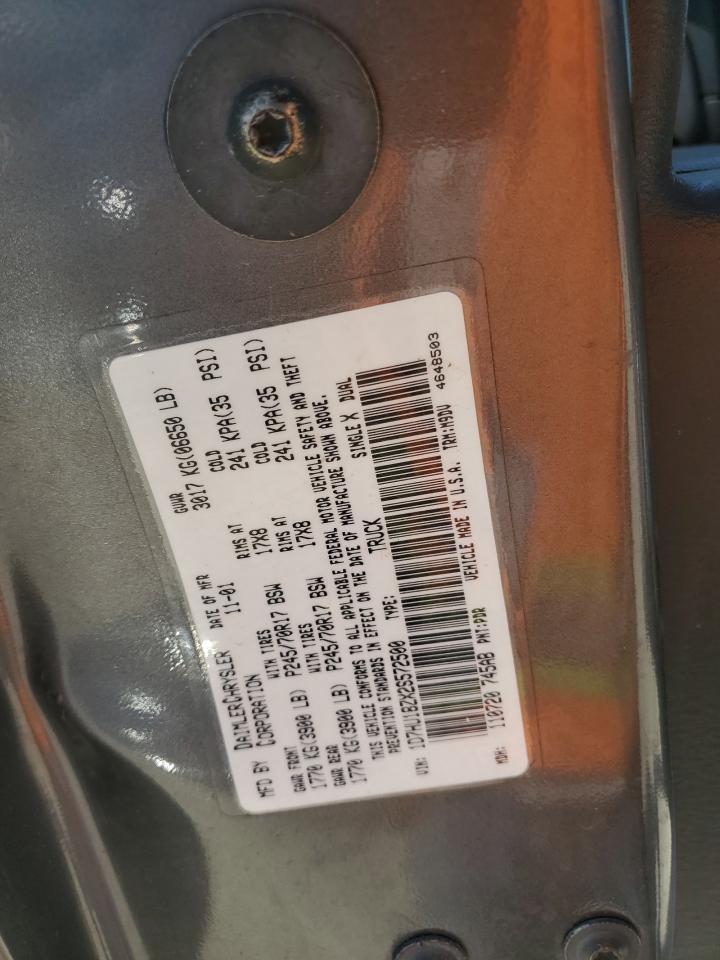 MFD BY DAIMLERCHRYSLER CORPORATION
DATE OF MFR 11-01
GVWR 3017 KG(06650 LB)
GAWR FRONT WITH TIRES RIMS AT COLD
1770 KG(3900 LB) P245/70R17 BSW 17X8 241 KPA(35 PSI)
GAWR REAR WITH TIRES RIMS AT COLD
1770 KG(3900 LB) P245/70R17 BSW 17X8 241 KPA(35 PSI)
THIS VEHICLE CONFORMS TO ALL APPLICABLE FEDERAL MOTOR VEHICLE SAFETY AND THEFT
PREVENTION STANDARDS IN EFFECT ON THE DATE OF MANUFACTURE SHOWN ABOVE.
VIN: 1D7HU18ZX2S572500 TYPE: TRUCK SINGLE X DUAL
MDH: 110720 745AB PNT:PDR VEHICLE MADE IN U.S.A. TRM:M9DV
4648503